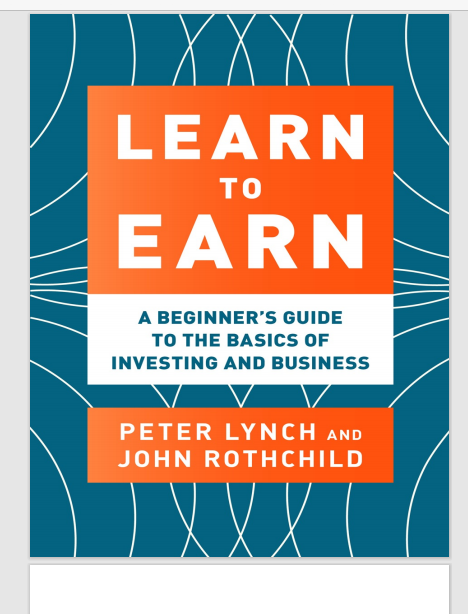 LEARN
TO
EARN
A BEGINNER'S GUIDE
TO THE BASICS OF
INVESTING AND BUSINESS
PETER LYNCH AND
JOHN ROTHCHILD